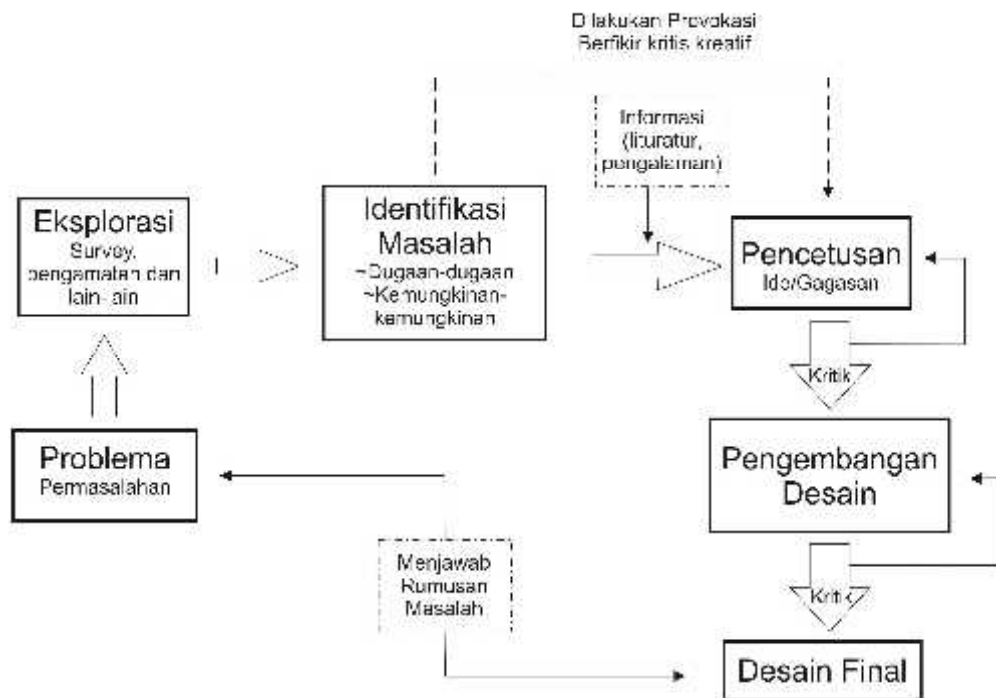 Dilakukan Provokasi
Berfikir kritis kreatif
Informasi
(lituratur,
pengalaman)
Eksplorasi
Survey,
pengamatan dan
lain-lain
Identifikasi
Masalah
~Dugaan-dugaan
~Kemungkinan-
kemungkinan
Pencetusan
Ide/Gagasan
Kritik
Problema
Permasalahan
Pengembangan
Desain
Menjawab
Rumusan
Masalah
Kritik
Desain Final